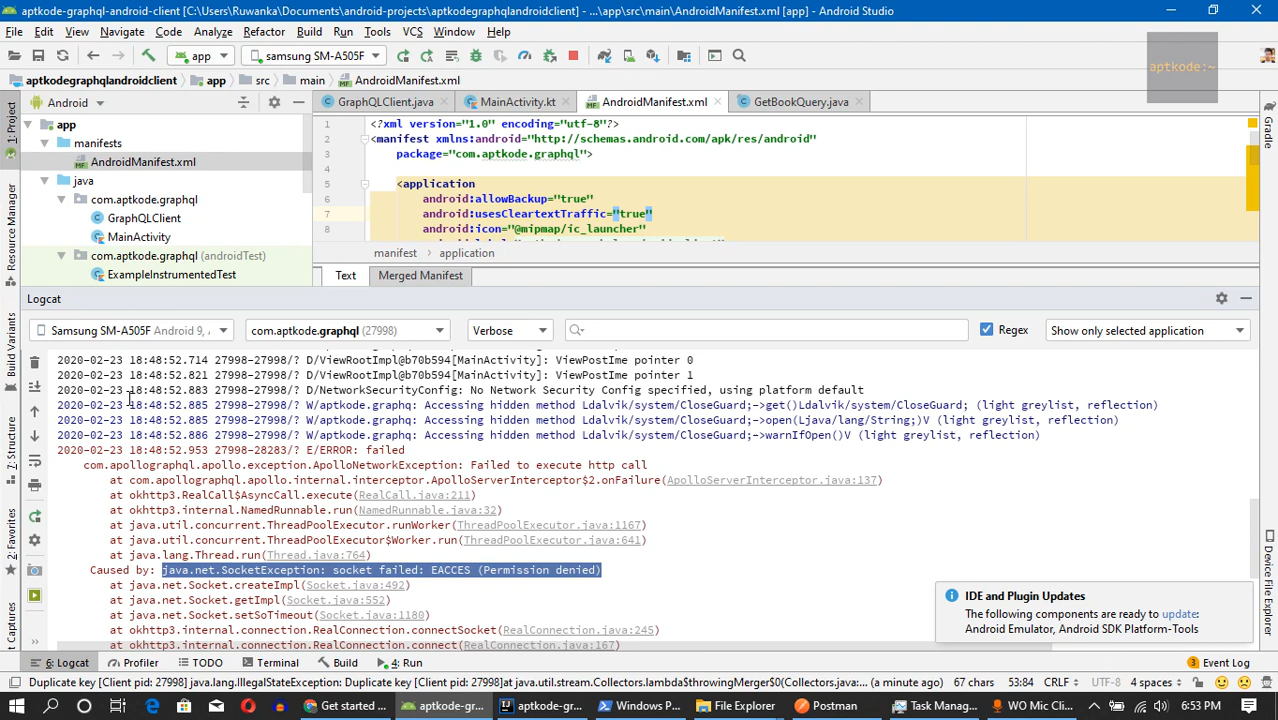 aptkode-graphql-android-client [C:\Users\Ruwanka\Documents\android-projects\aptkodegraphqlandroidclient] - ...\app\src\main\AndroidManifest.xml [app] - Android Studio
File Edit View Navigate Code Analyze Refactor Build Run Tools VCS Window Help
app samsung SM-A505F
aptkode:~
aptkodegraphqlandroidclient app src main AndroidManifest.xml
Android
GraphQLClient.java MainActivity.kt AndroidManifest.xml GetBookQuery.java
1: Project
Resource Manager
Build Variants
Z: Structure
2: Favorites
Captures
Gradle
Device File Explorer
app
manifests
AndroidManifest.xml
java
com.aptkode.graphql
GraphQLClient
MainActivity
com.aptkode.graphql (androidTest)
ExampleInstrumentedTest
1 <?xml version="1.0" encoding="utf-8"?>
2 <manifest xmlns:android="http://schemas.android.com/apk/res/android"
3 package="com.aptkode.graphql">
4
5 <application
6 android:allowBackup="true"
7 android:usesCleartextTraffic="true"
8 android:icon="@mipmap/ic_launcher"
manifest application
Text Merged Manifest
Logcat
Samsung SM-A505F Android 9, com.aptkode.graphql (27998) Verbose Regex Show only selected application
2020-02-23 18:48:52.714 27998-27998/? D/ViewRootImpl@b70b594[MainActivity]: ViewPostIme pointer 0
2020-02-23 18:48:52.821 27998-27998/? D/ViewRootImpl@b70b594[MainActivity]: ViewPostIme pointer 1
2020-02-23 18:48:52.883 27998-27998/? D/NetworkSecurityConfig: No Network Security Config specified, using platform default
2020-02-23 18:48:52.885 27998-27998/? W/aptkode.graphq: Accessing hidden method Ldalvik/system/CloseGuard;->get()Ldalvik/system/CloseGuard; (light greylist, reflection)
2020-02-23 18:48:52.885 27998-27998/? W/aptkode.graphq: Accessing hidden method Ldalvik/system/CloseGuard;->open(Ljava/lang/String;)V (light greylist, reflection)
2020-02-23 18:48:52.886 27998-27998/? W/aptkode.graphq: Accessing hidden method Ldalvik/system/CloseGuard;->warnIfOpen()V (light greylist, reflection)
2020-02-23 18:48:52.953 27998-28283/? E/ERROR: failed
com.apollographql.apollo.exception.ApolloNetworkException: Failed to execute http call
at com.apollographql.apollo.internal.interceptor.ApolloServerInterceptor$2.onFailure(ApolloServerInterceptor.java:137)
at okhttp3.RealCall$AsyncCall.execute(RealCall.java:211)
at okhttp3.internal.NamedRunnable.run(NamedRunnable.java:32)
at java.util.concurrent.ThreadPoolExecutor.runWorker(ThreadPoolExecutor.java:1167)
at java.util.concurrent.ThreadPoolExecutor$Worker.run(ThreadPoolExecutor.java:641)
at java.lang.Thread.run(Thread.java:764)
Caused by: java.net.SocketException: socket failed: EACCES (Permission denied)
at java.net.Socket.createImpl(Socket.java:492)
at java.net.Socket.getImpl(Socket.java:552)
at java.net.Socket.setSoTimeout(Socket.java:1180)
at okhttp3.internal.connection.RealConnection.connectSocket(RealConnection.java:245)
at okhttp3.internal.connection.RealConnection.connect(RealConnection.java:167)
IDE and Plugin Updates
The following components are ready to update:
Android Emulator, Android SDK Platform-Tools
6: Logcat Profiler TODO Terminal Build 4: Run 3 Event Log
Duplicate key [Client pid: 27998] java.lang.IllegalStateException: Duplicate key [Client pid: 27998]at java.util.stream.Collectors.lambda$throwingMerger$0(Collectors.java:... (a minute ago) 67 chars 53:84 CRLF UTF-8 4 spaces
Get started ... aptkode-gr... aptkode-gr... Windows P... File Explorer Postman Task Manag... WO Mic Cl... 6:53 PM